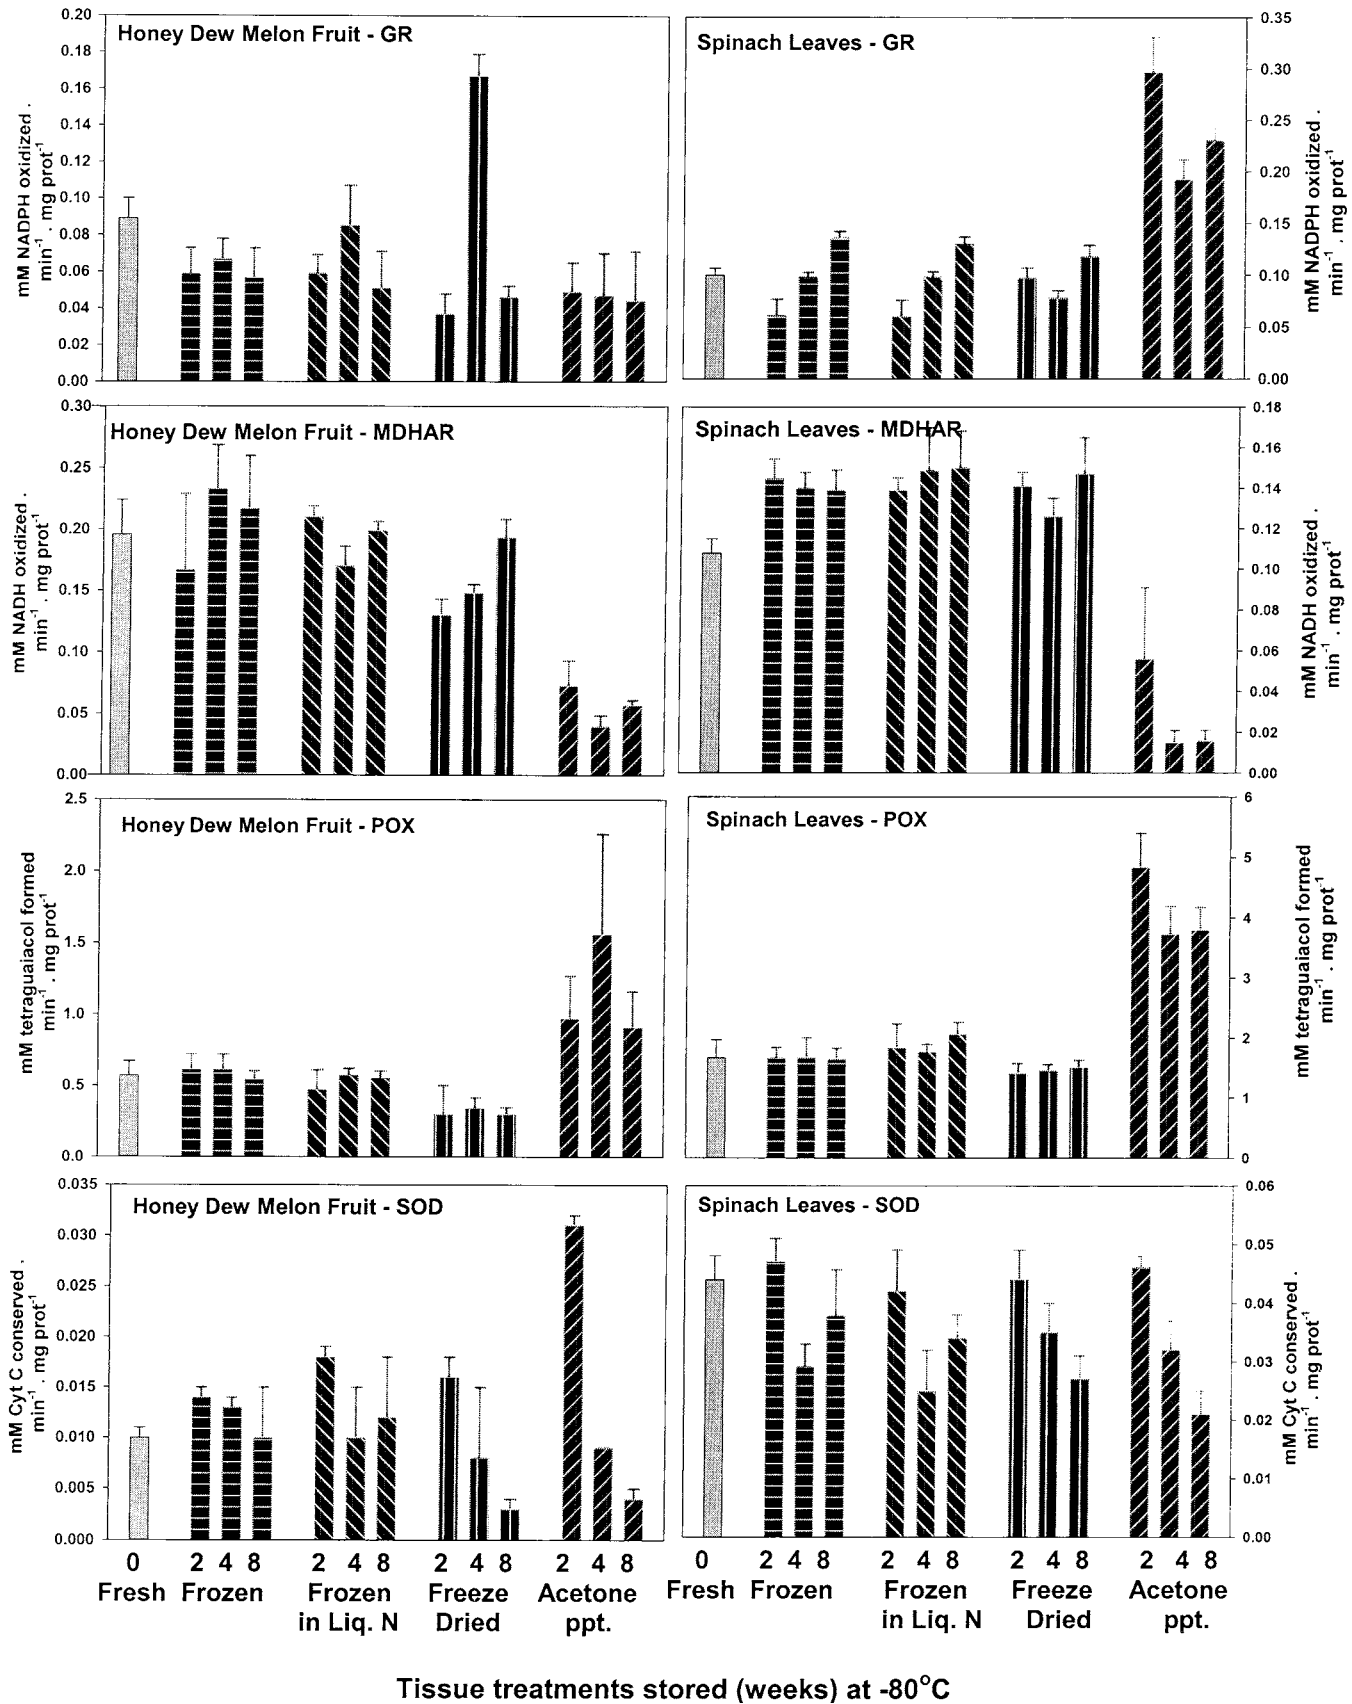 Honey Dew Melon Fruit - GR
0.20
0.18
0.16
0.14
0.12
0.10
0.08
0.06
0.04
0.02
0.00
mM NADPH oxidized .
min-1 . mg prot-1
Spinach Leaves - GR
0.35
0.30
0.25
0.20
0.15
0.10
0.05
0.00
mM NADPH oxidized .
min-1 . mg prot-1
Honey Dew Melon Fruit - MDHAR
0.30
0.25
0.20
0.15
0.10
0.05
0.00
mM NADH oxidized .
min-1 . mg prot-1
Spinach Leaves - MDHAR
0.18
0.16
0.14
0.12
0.10
0.08
0.06
0.04
0.02
0.00
mM NADH oxidized .
min-1 . mg prot-1
Honey Dew Melon Fruit - POX
2.5
2.0
1.5
1.0
0.5
0.0
mM tetraguaiacol formed
min-1 . mg prot-1
Spinach Leaves - POX
6
5
4
3
2
1
0
mM tetraguaiacol formed
min-1 . mg prot-1
Honey Dew Melon Fruit - SOD
0.035
0.030
0.025
0.020
0.015
0.010
0.005
0.000
mM Cyt C conserved .
min-1 . mg prot-1
Spinach Leaves - SOD
0.06
0.05
0.04
0.03
0.02
0.01
0.00
mM Cyt C conserved .
min-1 . mg prot-1
0 2 4 8 2 4 8 2 4 8 2 4 8 0 2 4 8 2 4 8 2 4 8 2 4 8
Fresh Frozen Frozen Freeze Acetone Fresh Frozen Frozen Freeze Acetone
in Liq. N Dried ppt. in Liq. N Dried ppt.
Tissue treatments stored (weeks) at -80°C